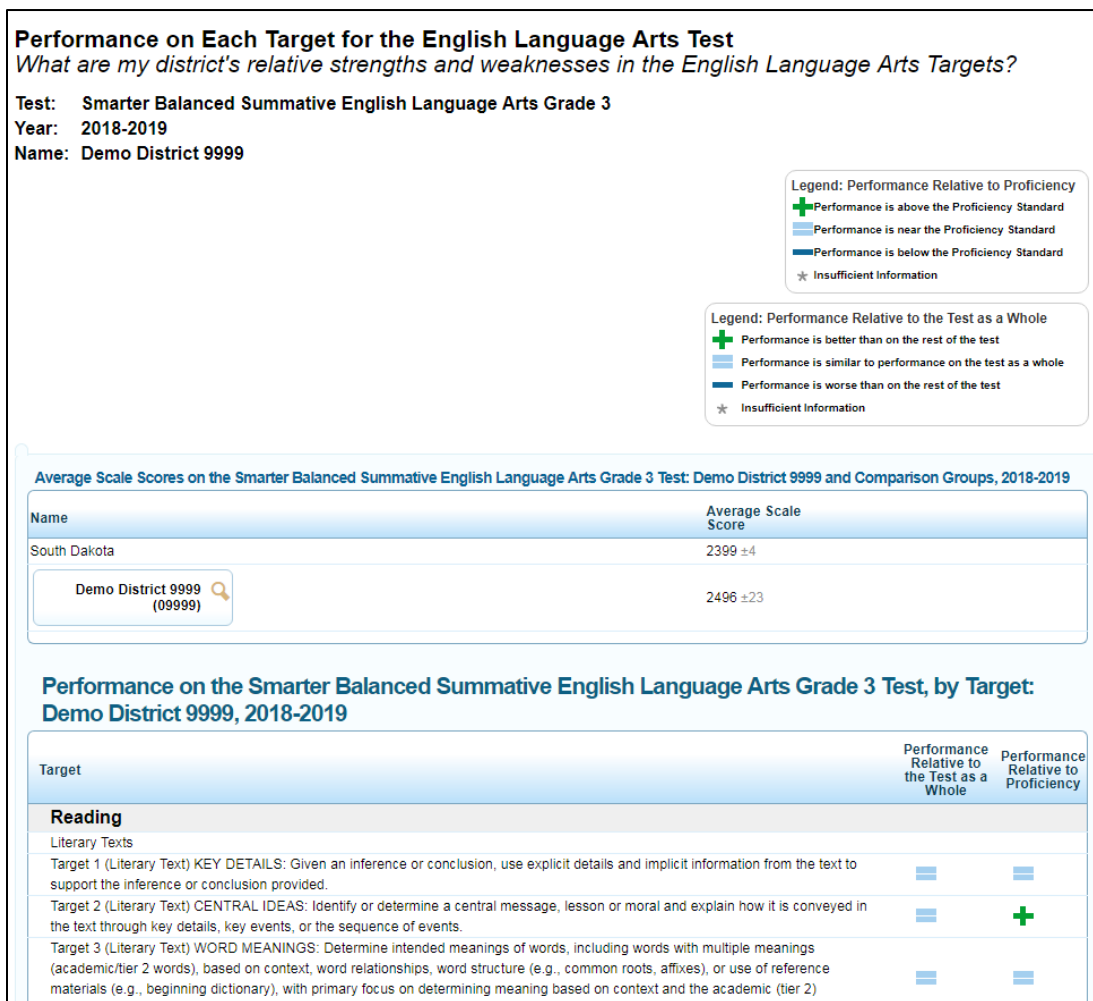 Performance on Each Target for the English Language Arts Test
What are my district's relative strengths and weaknesses in the English Language Arts Targets?
Test: Smarter Balanced Summative English Language Arts Grade 3
Year: 2018-2019
Name: Demo District 9999
Legend: Performance Relative to Proficiency
Performance is above the Proficiency Standard
Performance is near the Proficiency Standard
Performance is below the Proficiency Standard
* Insufficient Information
Legend: Performance Relative to the Test as a Whole
Performance is better than on the rest of the test
Performance is similar to performance on the test as a whole
Performance is worse than on the rest of the test
* Insufficient Information
Average Scale Scores on the Smarter Balanced Summative English Language Arts Grade 3 Test: Demo District 9999 and Comparison Groups, 2018-2019
Name
Average Scale
Score
South Dakota 2399 ±4
Demo District 9999
(09999)
2496 ±23
Performance on the Smarter Balanced Summative English Language Arts Grade 3 Test, by Target:
Demo District 9999, 2018-2019
Target
Performance
Relative to
the Test as a
Whole
Performance
Relative to
Proficiency
Reading
Literary Texts
Target 1 (Literary Text) KEY DETAILS: Given an inference or conclusion, use explicit details and implicit information from the text to
support the inference or conclusion provided.
Target 2 (Literary Text) CENTRAL IDEAS: Identify or determine a central message, lesson or moral and explain how it is conveyed in
the text through key details, key events, or the sequence of events.
Target 3 (Literary Text) WORD MEANINGS: Determine intended meanings of words, including words with multiple meanings
(academic/tier 2 words), based on context, word relationships, word structure (e.g., common roots, affixes), or use of reference
materials (e.g., beginning dictionary), with primary focus on determining meaning based on context and the academic (tier 2)